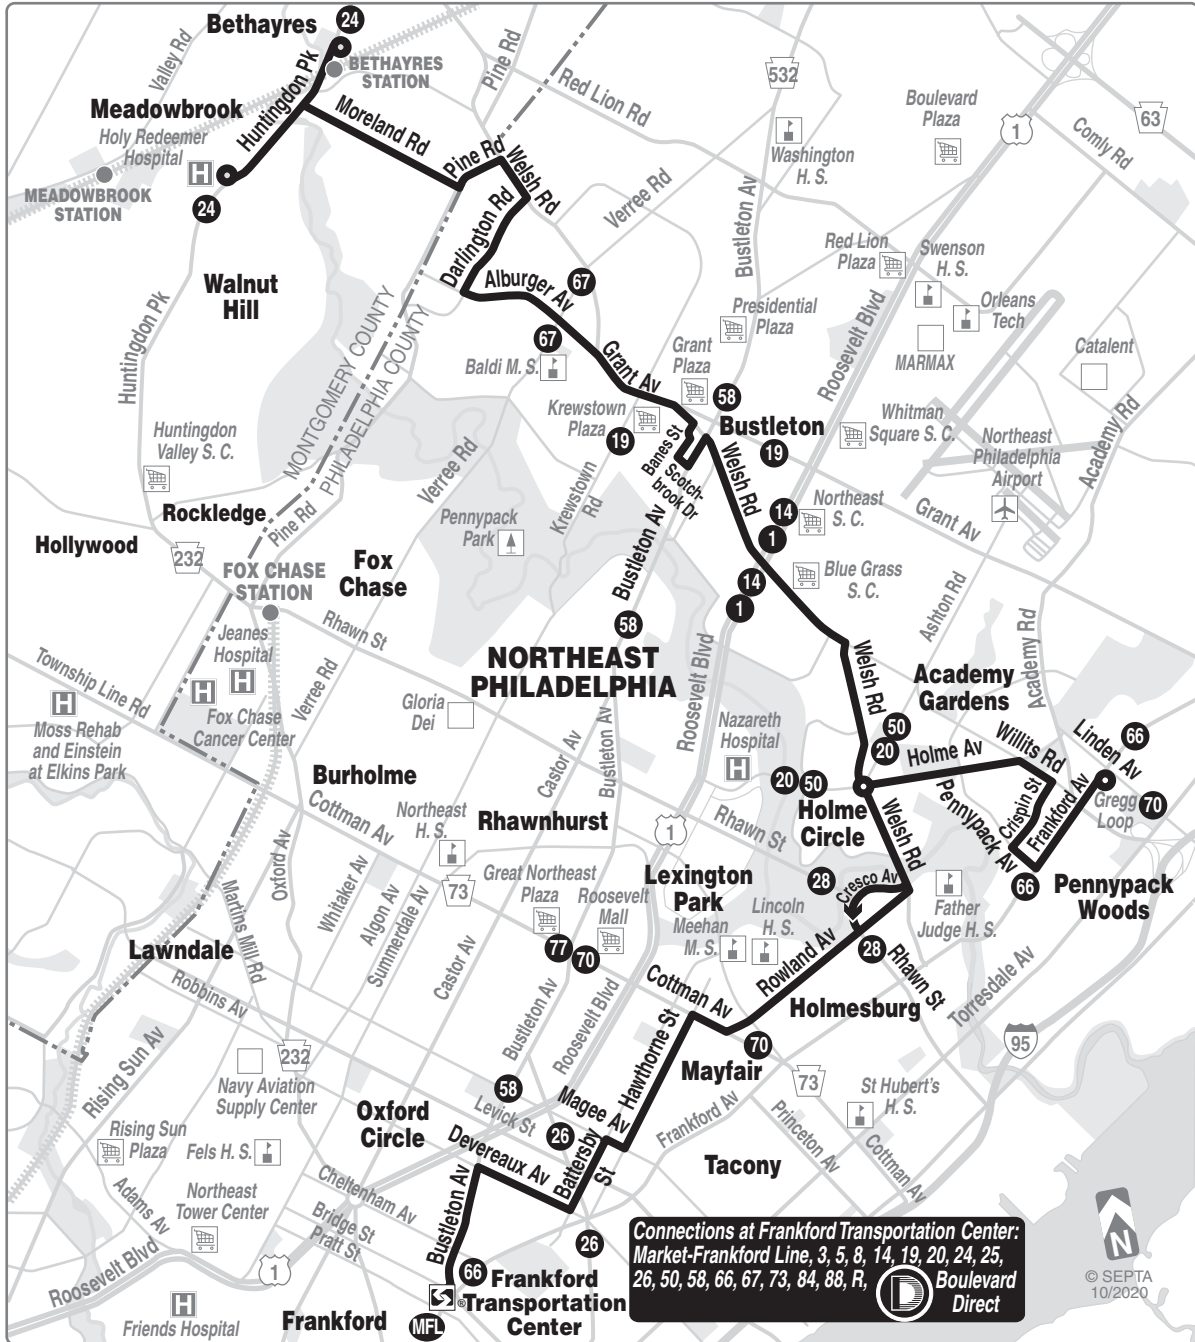 Bethayres
24
Valley Rd
Huntingdon Pk
BETHAYRES
STATION
Pine Rd
532
Red Lion Rd
Boulevard
Plaza
1
63
Comly Rd
Meadowbrook
Holy Redeemer
Hospital
H
Moreland Rd
Pine Rd
Welsh Rd
Washington
H. S.
MEADOWBROOK
STATION
24
Verree Rd
Bustleton Av
Darlington Rd
Red Lion
Plaza
Swenson
H. S.
Walnut
Hill
Alburger Av
67
Orleans
Tech
Huntingdon Pk
MONTGOMERY COUNTY
PHILADELPHIA COUNTY
Presidential
Plaza
Roosevelt Blvd
MARMAX
Catalent
67
Baldi M. S.
Grant Av
Grant
Plaza
58
Krewstown
Plaza
19
Bustleton
19
Whitman
Square S. C.
Academy Rd
Huntingdon
Valley S. C.
Verree Rd
Banes St
Scotch-
brook Dr
Welsh Rd
Northeast
Philadelphia
Airport
Krewstown
Rd
Rockledge
Pine Rd
Pennypack
Park
Bustleton Av
14
1
Northeast
S. C.
Grant Av
Hollywood
232
FOX CHASE
STATION
Fox
Chase
14
1
Blue Grass
S. C.
Ashton Rd
Academy Rd
Rhawn St
58
Jeanes
Hospital
H
H
Fox Chase
Cancer Center
Verree Rd
NORTHEAST
PHILADELPHIA
Roosevelt Blvd
Welsh Rd
Academy
Gardens
Township Line Rd
H
Moss Rehab
and Einstein
at Elkins Park
Gloria
Dei
Nazareth
Hospital
H
50
20
Holme Av
Willits Rd
Linden Av
66
Burholme
Castor Av
Bustleton Av
20
50
Holme
Circle
Pennypack Av
Crispin St
Frankford Av
Gregg
Loop
70
Cottman Av
Northeast
H. S.
Rhawnhurst
1
Rhawn St
Welsh Rd
66
Pennypack
Woods
Oxford Av
Whitaker Av
Algon Av
Summerdale Av
73
Great Northeast
Plaza
Roosevelt
Mall
Lexington
Park
28
Cresco Av
Father
Judge H. S.
Martins Mill Rd
Meehan
M. S.
Lincoln
H. S.
Lawndale
Castor Av
77
70
Rowland Av
28
Rhawn St
Torresdale Av
Robbins Av
Cottman Av
Holmesburg
Bustleton Av
Roosevelt Blvd
Hawthorne St
70
95
Rising Sun Av
232
Navy Aviation
Supply Center
Mayfair
73
St Hubert's
H. S.
58
Levick St
Magee Av
Frankford Av
Princeton Av
Cottman Av
Oxford
Circle
26
Rising Sun
Plaza
Fels H. S.
Devereaux Av
Battersby
St
Tacony
Adams Av
Northeast
Tower Center
Cheltenham Av
Bridge St
Pratt St
Bustleton Av
26
Connections at Frankford Transportation Center:
Market-Frankford Line, 3, 5, 8, 14, 19, 20, 24, 25,
26, 50, 58, 66, 67, 73, 84, 88, R, Boulevard
Direct
N
© SEPTA
10/2020
Roosevelt Blvd
1
66
Frankford
Transportation
Center
®
H
Friends Hospital
Frankford
MFL